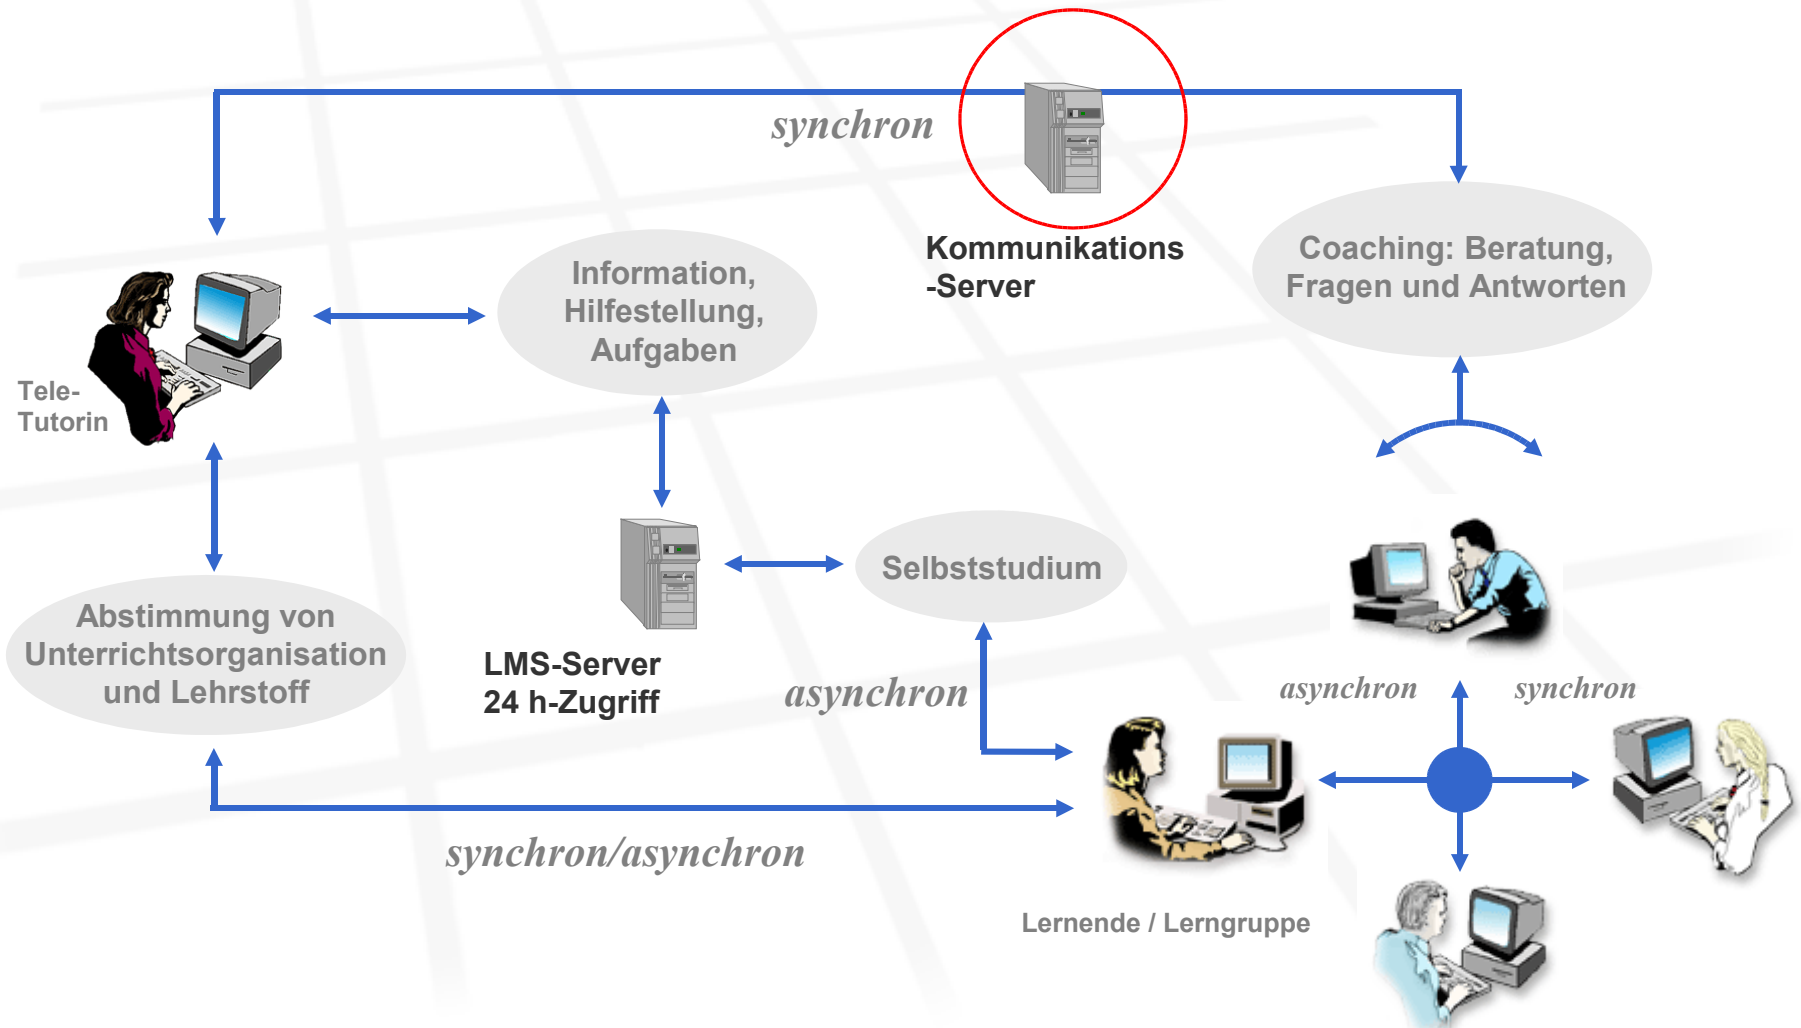 synchron
Kommunikations
-Server
Coaching: Beratung,
Fragen und Antworten
Information,
Hilfestellung,
Aufgaben
Tele-
Tutorin
Selbststudium
Abstimmung von
Unterrichtsorganisation
und Lehrstoff
LMS-Server
24 h-Zugriff
asynchron
asynchron
synchron
synchron/asynchron
Lernende / Lerngruppe